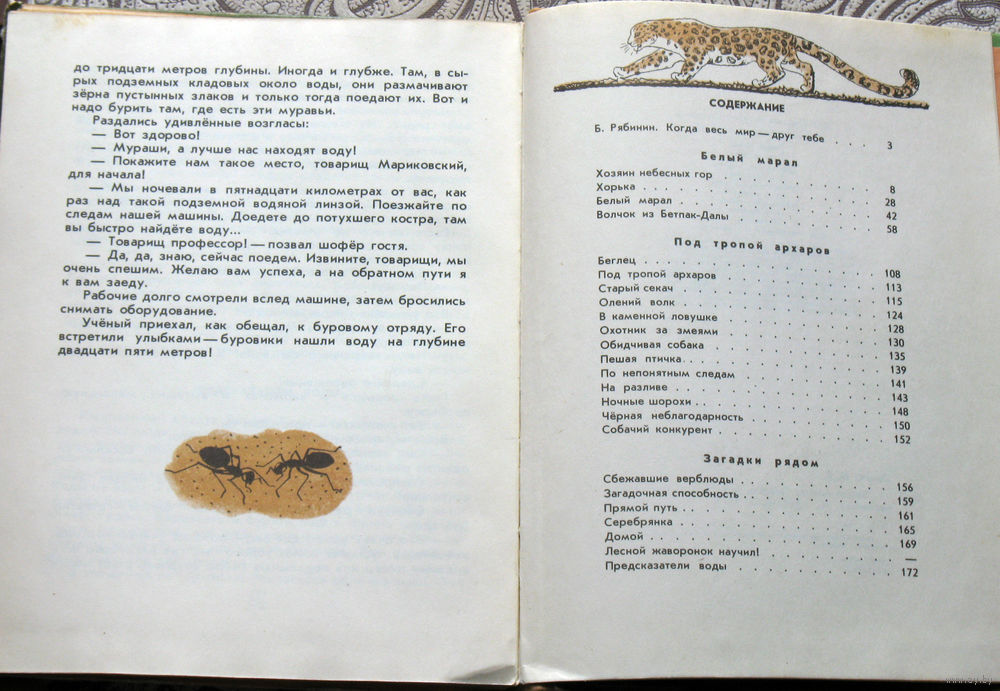 до тридцати метров глубины. Иногда и глубже. Там, в сы-
рых подземных кладовых около воды, они размачивают
зёрна пустынных злаков и только тогда поедают их. Вот и
надо бурить там, где есть эти муравьи.
Раздались удивлённые возгласы:
— Вот здорово!
— Мураши, а лучше нас находят воду!
— Покажите нам такое место, товарищ Мариковский,
для начала!
— Мы ночевали в пятнадцати километрах от вас, как
раз над такой подземной водяной линзой. Поезжайте по
следам нашей машины. Доедете до потухшего костра, там
вы быстро найдёте воду...
— Товарищ профессор! — позвал шофёр гостя.
— Да, да, знаю, сейчас поедем. Извините, товарищи, мы
очень спешим. Желаю вам успеха, а на обратном пути я
к вам заеду.
Рабочие долго смотрели вслед машине, затем бросились
снимать оборудование.
Учёный приехал, как обещал, к буровому отряду. Его
встретили улыбками — буровики нашли воду на глубине
двадцати пяти метров!
СОДЕРЖАНИЕ
Б. Рябинин. Когда весь мир — друг тебе . . . 3
Белый марал
Хозяин небесных гор . . . 8
Хорька . . . 28
Белый марал . . . 42
Волчок из Бетпак-Далы . . . 58
Под тропой архаров
Беглец . . . 108
Под тропой архаров . . . 113
Старый секач . . . 115
Олений волк . . . 124
В каменной ловушке . . . 128
Охотник за змеями . . . 130
Обидчивая собака . . . 135
Пешая птичка . . . 139
По непонятным следам . . . 141
На разливе . . . 143
Ночные шорохи . . . 148
Чёрная неблагодарность . . . 150
Собачий конкурент . . . 152
Загадки рядом
Сбежавшие верблюды . . . 156
Загадочная способность . . . 159
Прямой путь . . . 161
Серебрянка . . . 165
Домой . . . 169
Лесной жаворонок научил! . . . —
Предсказатели воды . . . 172